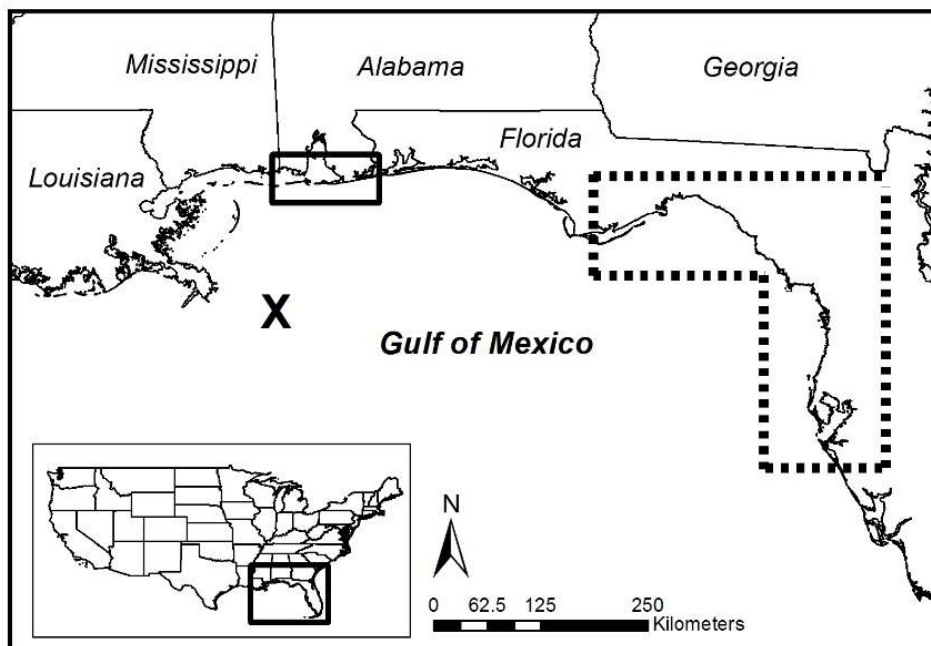 Mississippi
Alabama
Georgia
Florida
Louisiana
X
Gulf of Mexico
N
0 62.5 125 250
Kilometers